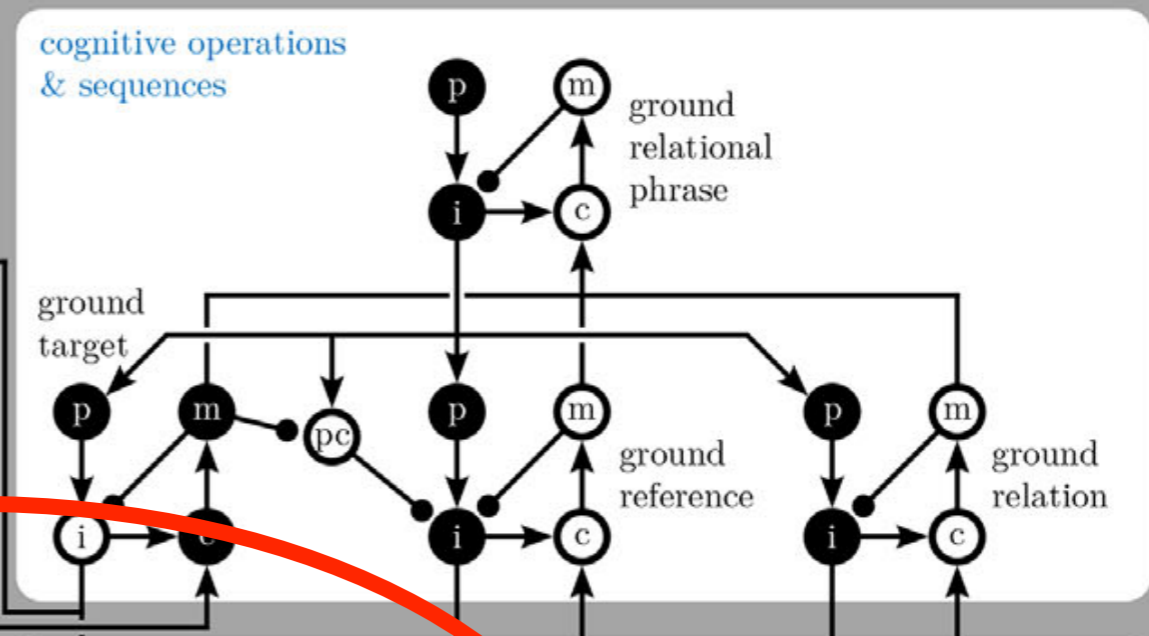 cognitive operations
& sequences
p
m
ground
relational
phrase
i
c
ground
target
p
m
pc
p
m
ground
reference
p
m
ground
relation
i
c
i
c
i
c